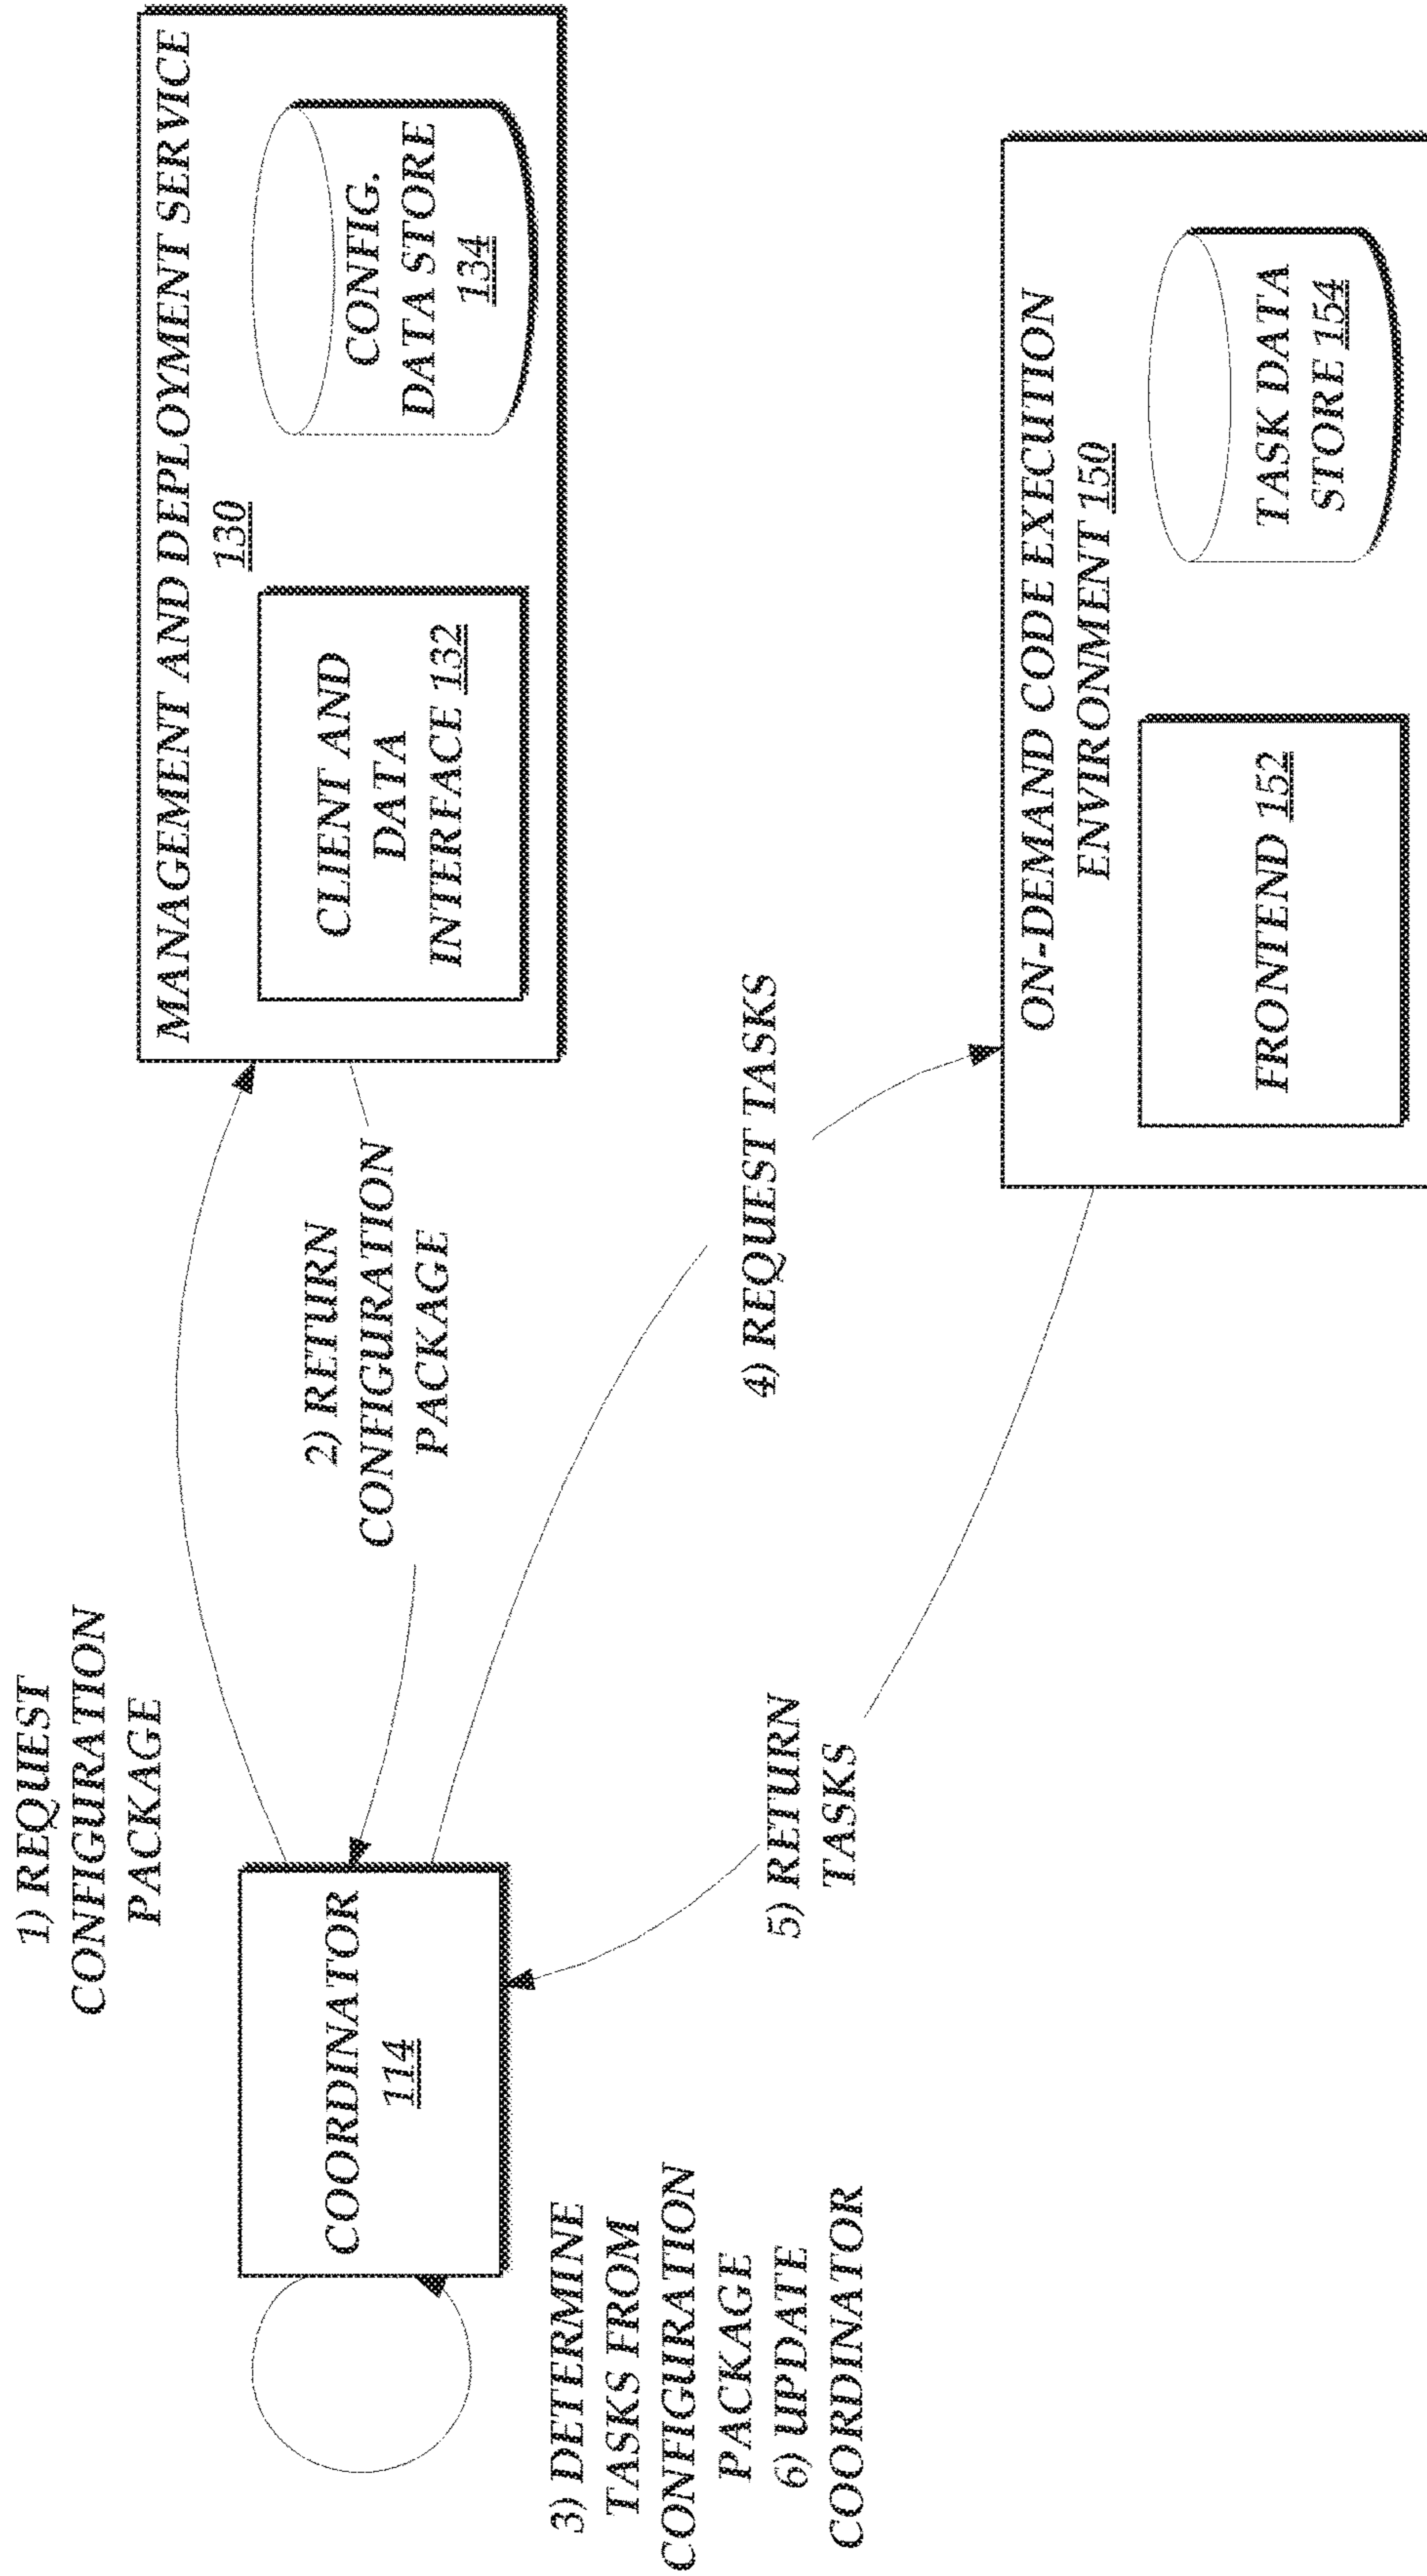 1) REQUEST
CONFIGURATION
PACKAGE
MANAGEMENT AND DEPLOYMENT SERVICE
130
CLIENT AND
DATA
INTERFACE 132
CONFIG.
DATA STORE
134
2) RETURN
CONFIGURATION
PACKAGE
COORDINATOR
114
3) DETERMINE
TASKS FROM
CONFIGURATION
PACKAGE
6) UPDATE
COORDINATOR
4) REQUEST TASKS
5) RETURN
TASKS
ON-DEMAND CODE EXECUTION
ENVIRONMENT 150
FRONTEND 152
TASK DATA
STORE 154